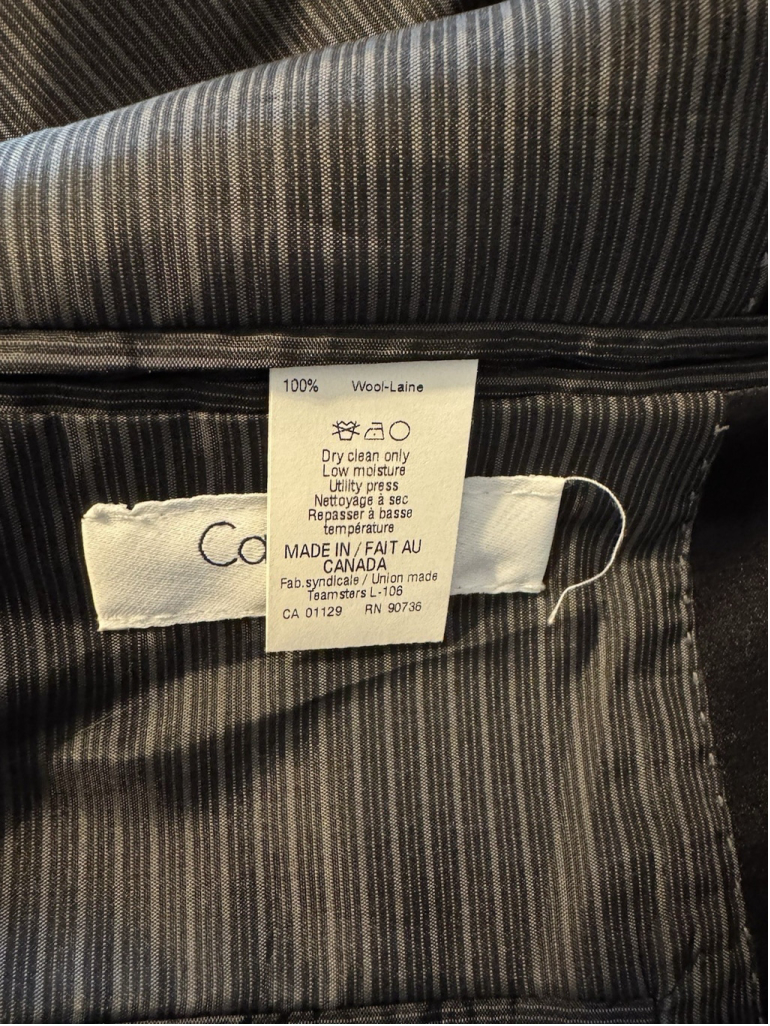 100% Wool-Laine
Dry clean only
Low moisture
Utility press
Nettoyage à sec
Repasser à basse
température
MADE IN / FAIT AU
CANADA
Fab.syndicale / Union made
Teamsters L-106
CA 01129 RN 90736
Ca